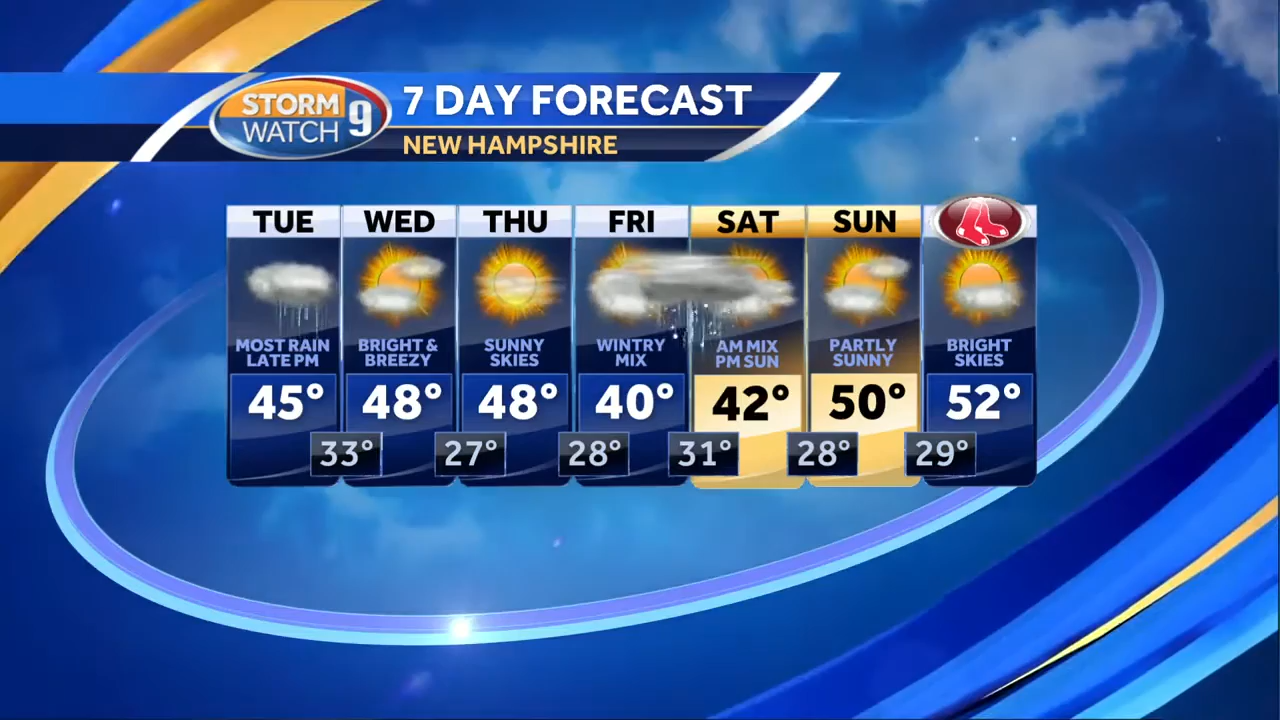 STORM
WATCH 9
7 DAY FORECAST
NEW HAMPSHIRE
TUE WED THU FRI SAT SUN
MOST RAIN BRIGHT & SUNNY WINTRY AM MIX PARTLY BRIGHT
LATE PM BREEZY SKIES MIX PM SUN SUNNY SKIES
45° 48° 48° 40° 42° 50° 52°
33° 27° 28° 31° 28° 29°